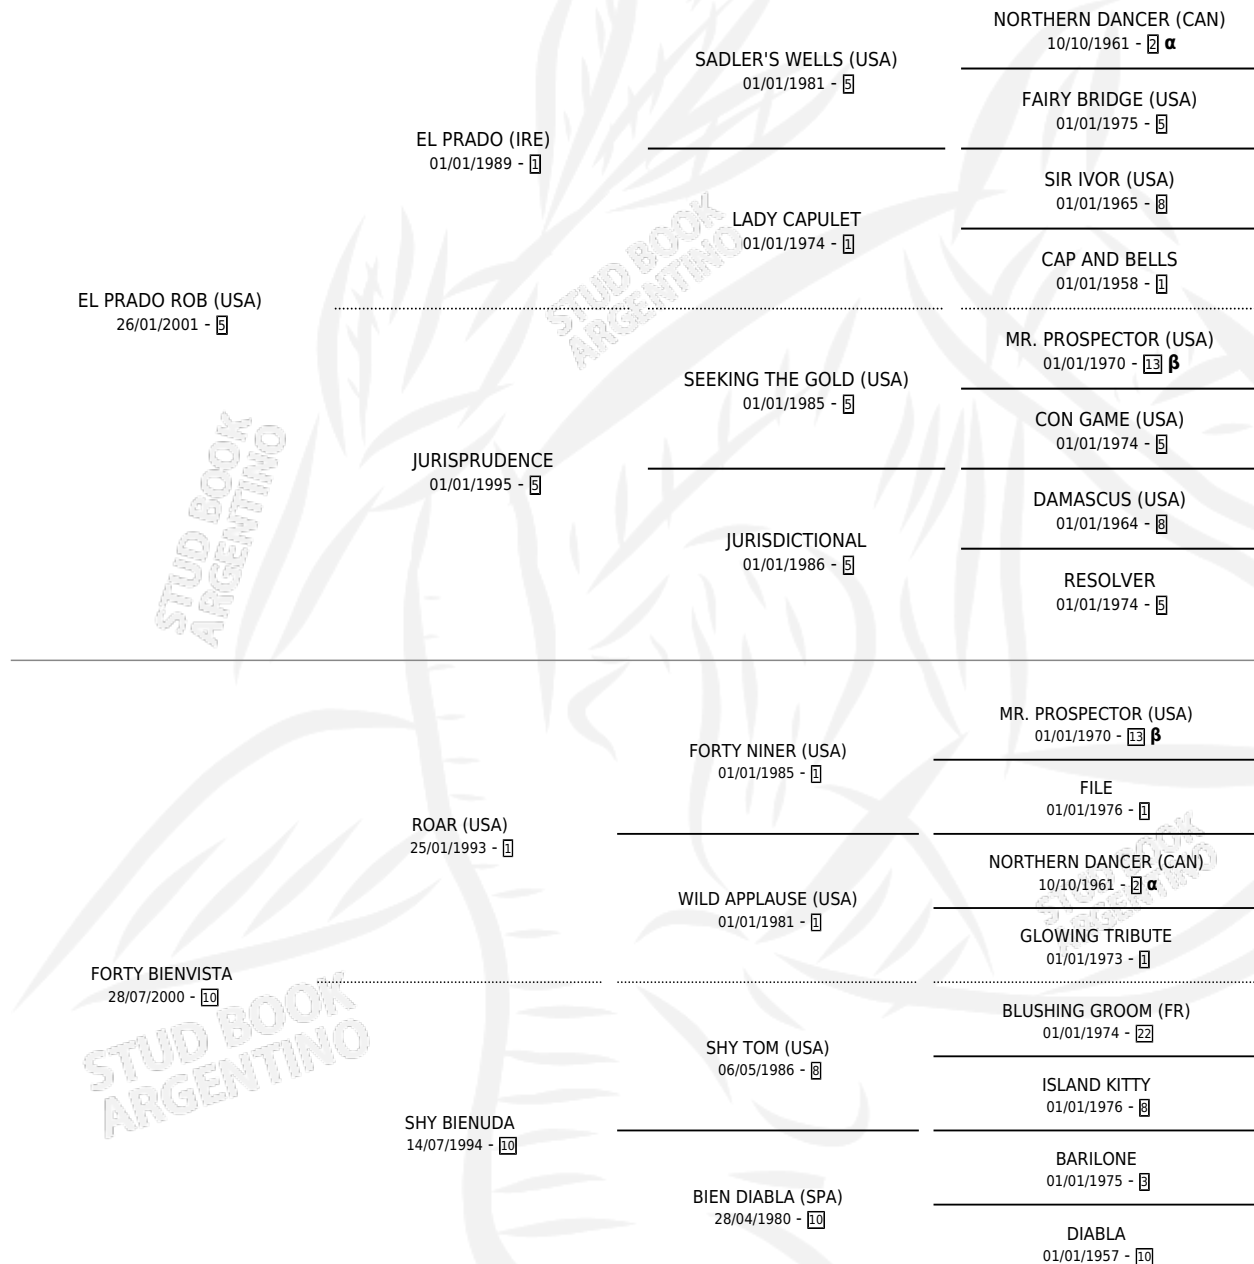 NORTHERN DANCER (CAN)
10/10/1961 - 2 α
SADLER'S WELLS (USA)
01/01/1981 - 5
FAIRY BRIDGE (USA)
01/01/1975 - 5
EL PRADO (IRE)
01/01/1989 - 1
SIR IVOR (USA)
01/01/1965 - 8
LADY CAPULET
01/01/1974 - 1
CAP AND BELLS
01/01/1958 - 1
EL PRADO ROB (USA)
26/01/2001 - 5
MR. PROSPECTOR (USA)
01/01/1970 - 13 β
SEEKING THE GOLD (USA)
01/01/1985 - 5
CON GAME (USA)
01/01/1974 - 5
JURISPRUDENCE
01/01/1995 - 5
DAMASCUS (USA)
01/01/1964 - 8
JURISDICTIONAL
01/01/1986 - 5
RESOLVER
01/01/1974 - 5
MR. PROSPECTOR (USA)
01/01/1970 - 13 β
FORTY NINER (USA)
01/01/1985 - 1
FILE
01/01/1976 - 1
ROAR (USA)
25/01/1993 - 1
NORTHERN DANCER (CAN)
10/10/1961 - 2 α
WILD APPLAUSE (USA)
01/01/1981 - 1
GLOWING TRIBUTE
01/01/1973 - 1
FORTY BIENVISTA
28/07/2000 - 10
BLUSHING GROOM (FR)
01/01/1974 - 22
SHY TOM (USA)
06/05/1986 - 8
ISLAND KITTY
01/01/1976 - 8
SHY BIENUDA
14/07/1994 - 10
BARILONE
01/01/1975 - 3
BIEN DIABLA (SPA)
28/04/1980 - 10
DIABLA
01/01/1957 - 10
STUD BOOK
ARGENTINO
STUD BOOK
ARGENTINO
STUD BOOK
ARGENTINO
STUD BOOK
ARGENTINO